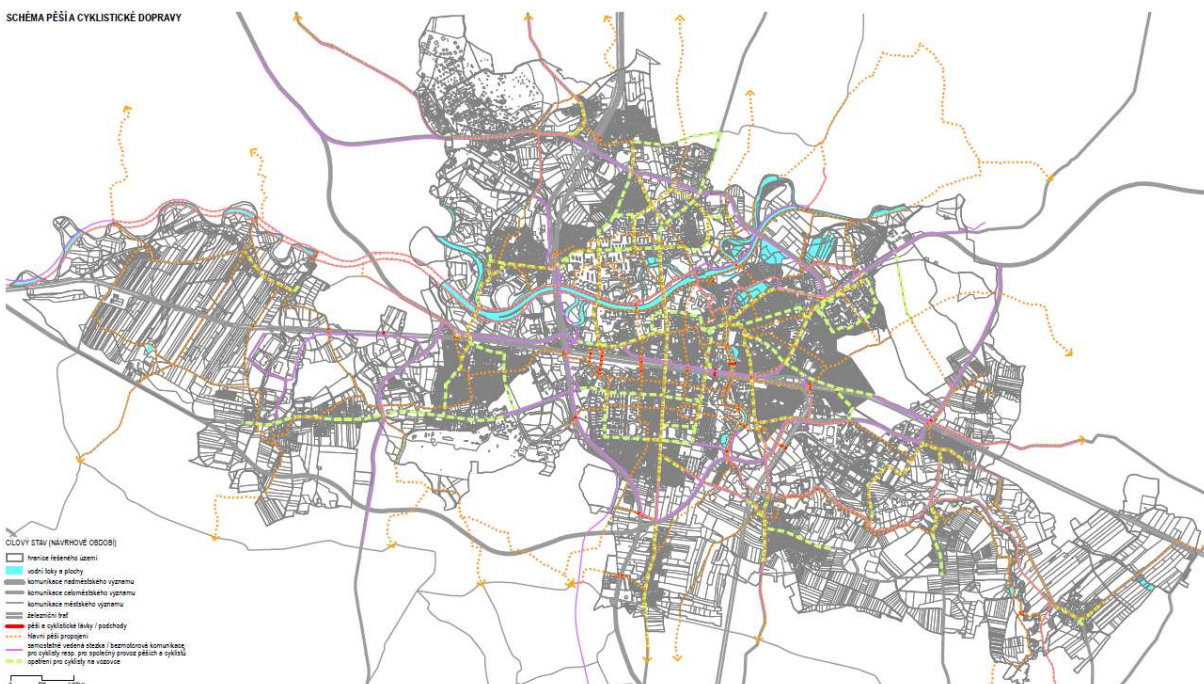 SCHÉMA PĚŠÍ A CYKLISTICKÉ DOPRAVY
CÍLOVÝ STAV (NÁVRHOVÉ OBDOBÍ)
hranice řešeného území
vodní toky a plochy
komunikace nadměstského významu
komunikace celoměstského významu
komunikace městského významu
železniční trať
pěší a cyklistické lávky / podchody
hlavní pěší propojení
samostatně vedená stezka / bezmotorová komunikace
pro cyklisty resp. pro společný provoz pěších a cyklistů
opatření pro cyklisty na vozovce
0